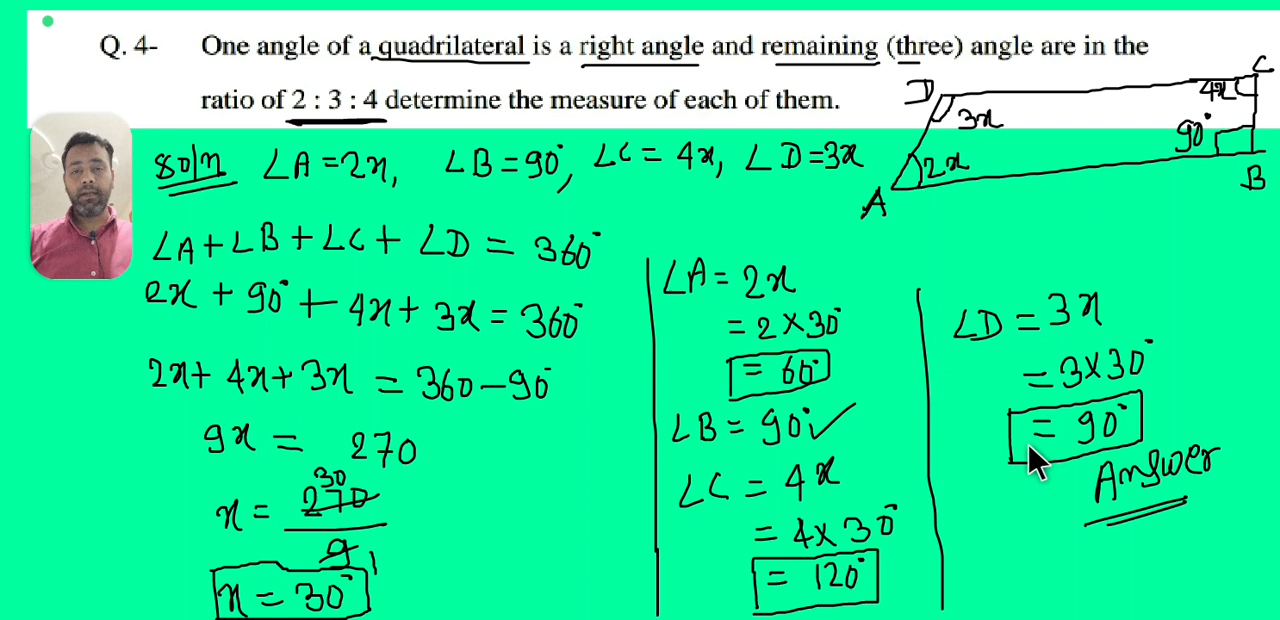 Q. 4- One angle of a quadrilateral is a right angle and remaining (three) angle are in the
ratio of 2 : 3 : 4 determine the measure of each of them.
D
C
3x
4x
90°
2x
A
B
Soln ∠A = 2x, ∠B = 90°, ∠C = 4x, ∠D = 3x
∠A + ∠B + ∠C + ∠D = 360°
2x + 90° + 4x + 3x = 360°
2x + 4x + 3x = 360 - 90°
9x = 270
30
x = 270
9 1
x = 30°
∠A = 2x
= 2 × 30°
= 60°
∠B = 90° ✓
∠C = 4x
= 4 × 30°
= 120°
∠D = 3x
= 3 × 30°
= 90°
Answer